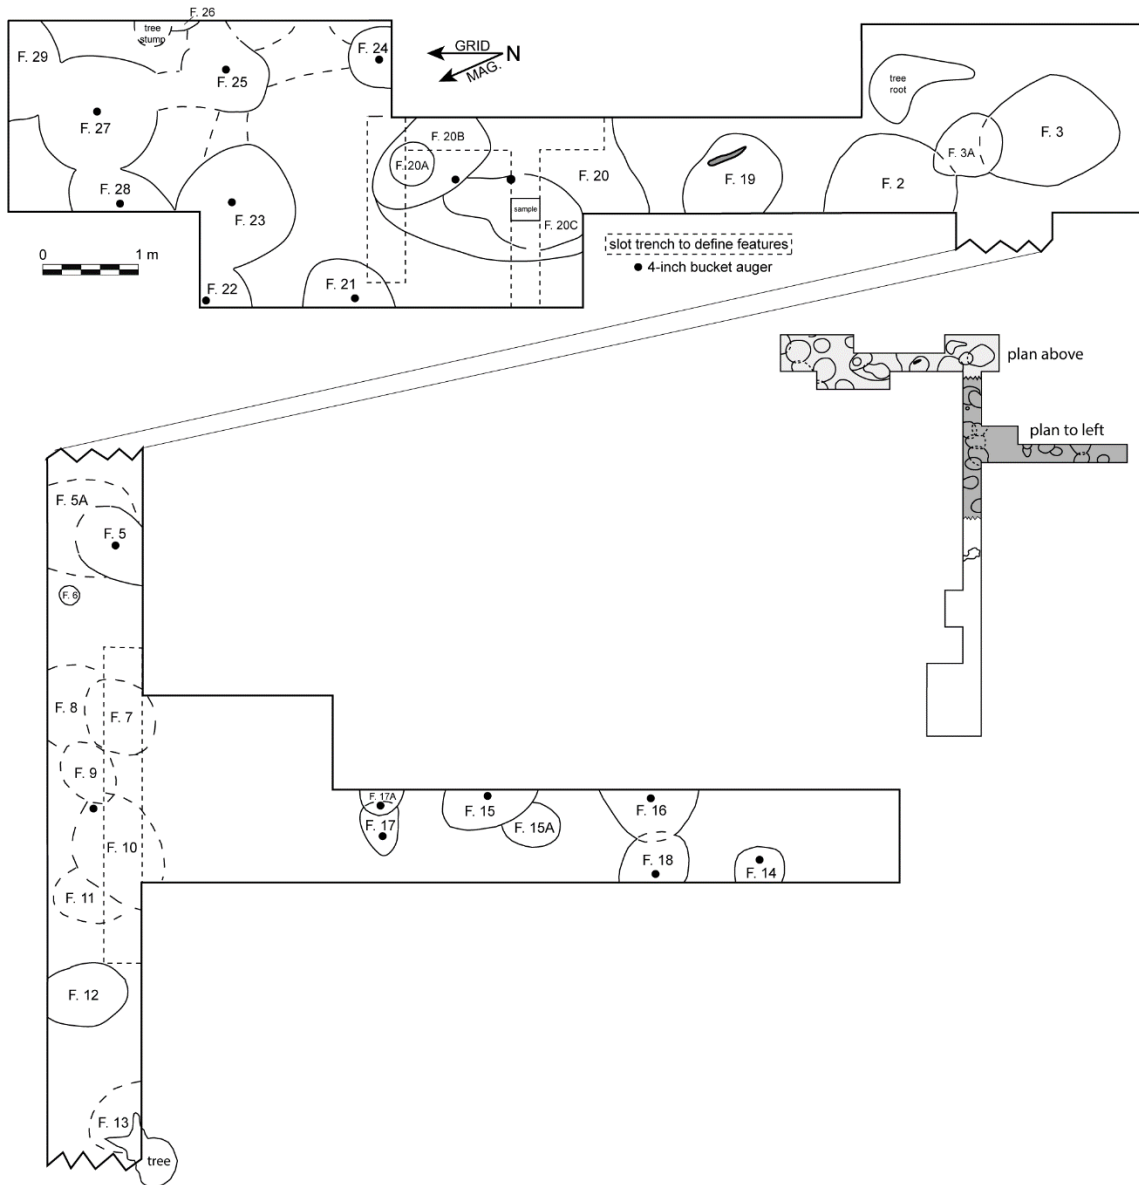 F. 26
tree
stump
F. 29
F. 25
F. 24
GRID
N
MAG.
tree
root
F. 27
F. 20B
F. 3
F. 20A
F. 3A
F. 28
F. 23
F. 20
F. 19
F. 2
sample
F. 20C
slot trench to define features
4-inch bucket auger
0 1 m
F. 22
F. 21
plan above
plan to left
F. 5A
F. 5
F. 6
F. 8
F. 7
F. 9
F. 17A
F. 15
F. 16
F. 17
F. 15A
F. 10
F. 18
F. 14
F. 11
F. 12
F. 13
tree